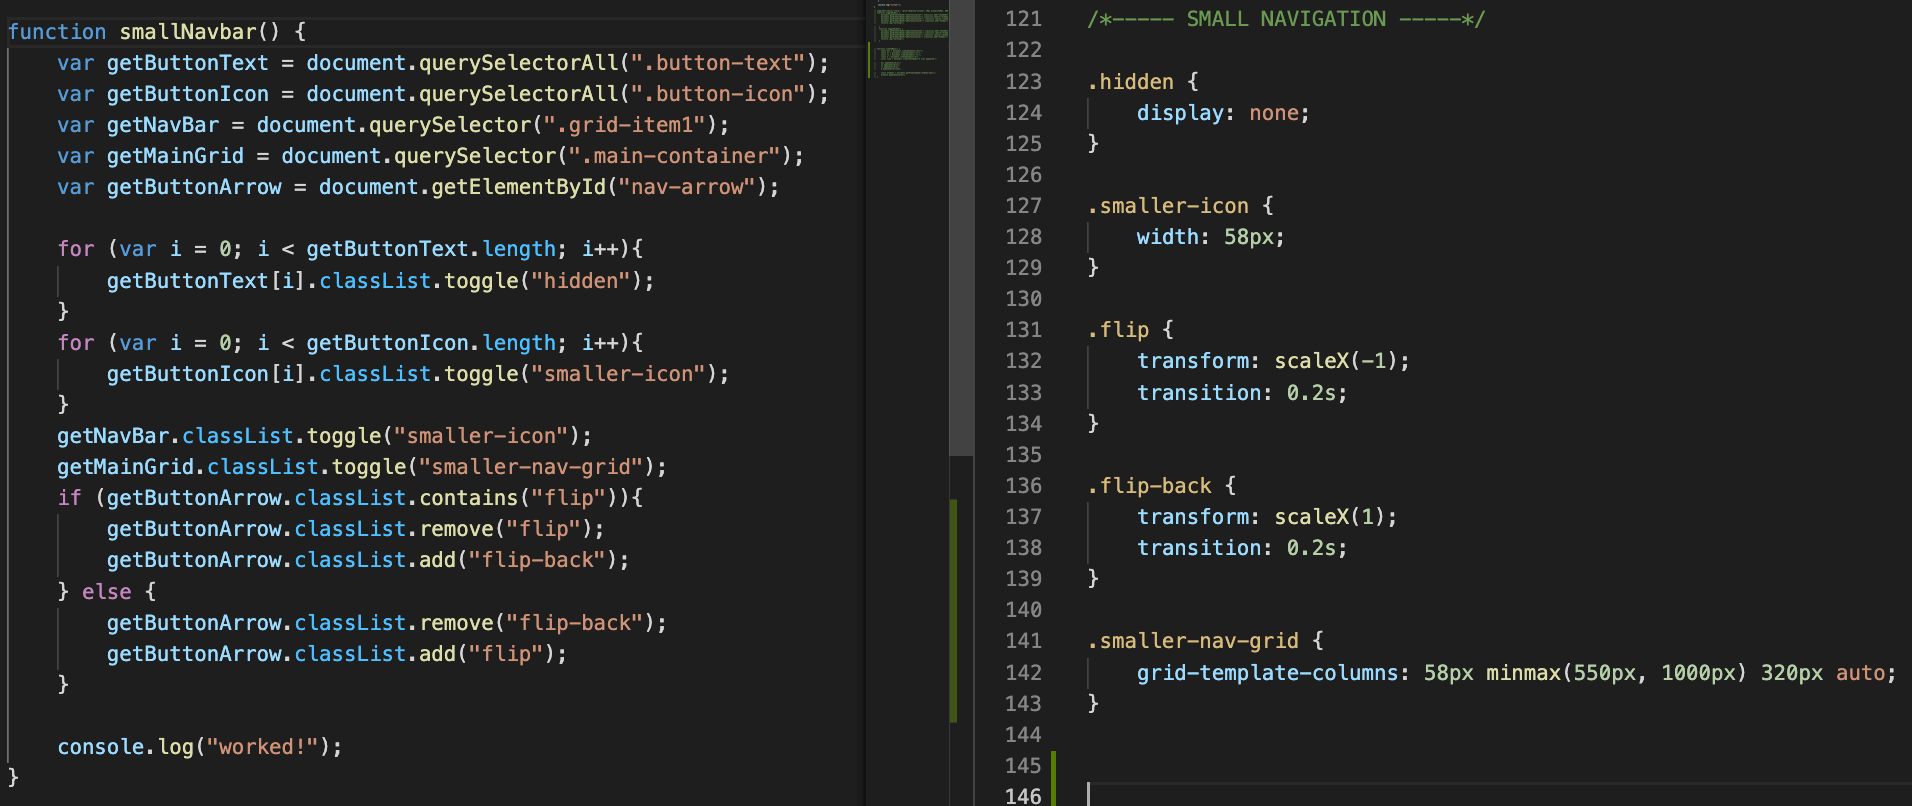 function smallNavbar() {
    var getButtonText = document.querySelectorAll(".button-text");
    var getButtonIcon = document.querySelectorAll(".button-icon");
    var getNavBar = document.querySelector(".grid-item1");
    var getMainGrid = document.querySelector(".main-container");
    var getButtonArrow = document.getElementById("nav-arrow");

    for (var i = 0; i < getButtonText.length; i++){
        getButtonText[i].classList.toggle("hidden");
    }
    for (var i = 0; i < getButtonIcon.length; i++){
        getButtonIcon[i].classList.toggle("smaller-icon");
    }
    getNavBar.classList.toggle("smaller-icon");
    getMainGrid.classList.toggle("smaller-nav-grid");
    if (getButtonArrow.classList.contains("flip")){
        getButtonArrow.classList.remove("flip");
        getButtonArrow.classList.add("flip-back");
    } else {
        getButtonArrow.classList.remove("flip-back");
        getButtonArrow.classList.add("flip");
    }

    console.log("worked!");
}
121 /*----- SMALL NAVIGATION -----*/
122
123 .hidden {
124     display: none;
125 }
126
127 .smaller-icon {
128     width: 58px;
129 }
130
131 .flip {
132     transform: scaleX(-1);
133     transition: 0.2s;
134 }
135
136 .flip-back {
137     transform: scaleX(1);
138     transition: 0.2s;
139 }
140
141 .smaller-nav-grid {
142     grid-template-columns: 58px minmax(550px, 1000px) 320px auto;
143 }
144
145
146